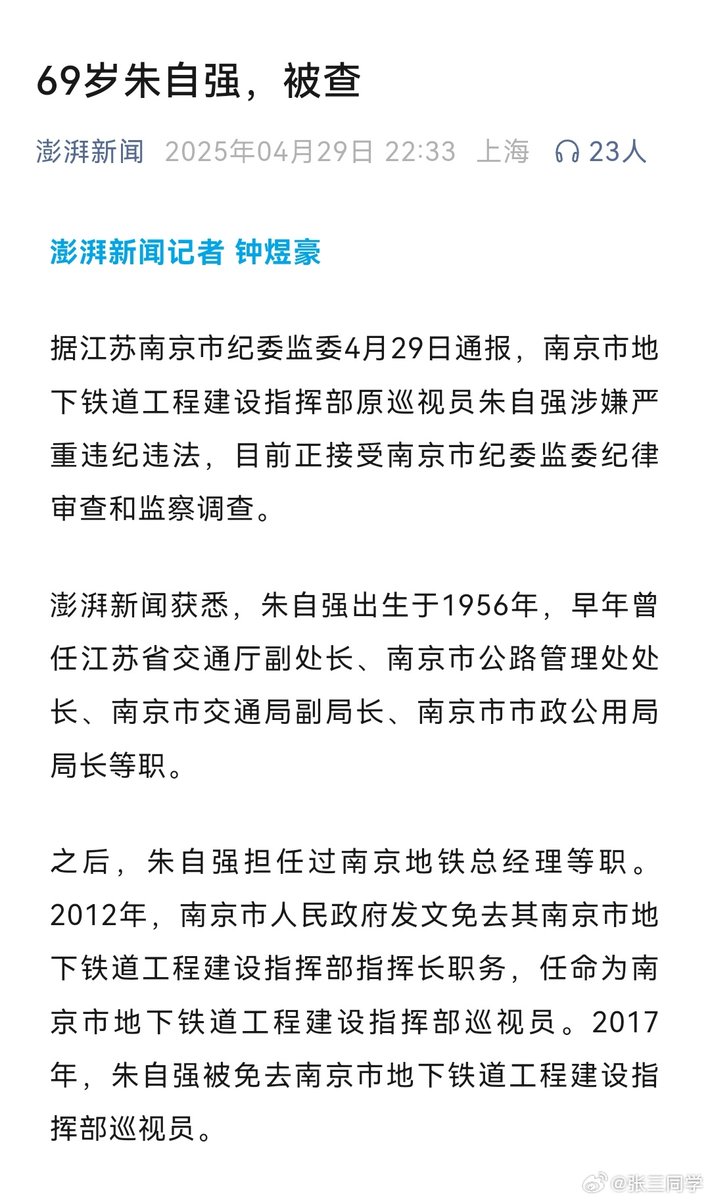 69岁朱自强，被查
澎湃新闻 2025年04月29日 22:33 上海 23人
澎湃新闻记者 钟煜豪
据江苏南京市纪委监委4月29日通报，南京市地
下铁道工程建设指挥部原巡视员朱自强涉嫌严
重违纪违法，目前正接受南京市纪委监委纪律
审查和监察调查。
澎湃新闻获悉，朱自强出生于1956年，早年曾
任江苏省交通厅副处长、南京市公路管理处处
长、南京市交通局副局长、南京市市政公用局
局长等职。
之后，朱自强担任过南京地铁总经理等职。
2012年，南京市人民政府发文免去其南京市地
下铁道工程建设指挥部指挥长职务，任命为南
京市地下铁道工程建设指挥部巡视员。2017
年，朱自强被免去南京市地下铁道工程建设指
挥部巡视员。
@张三同学